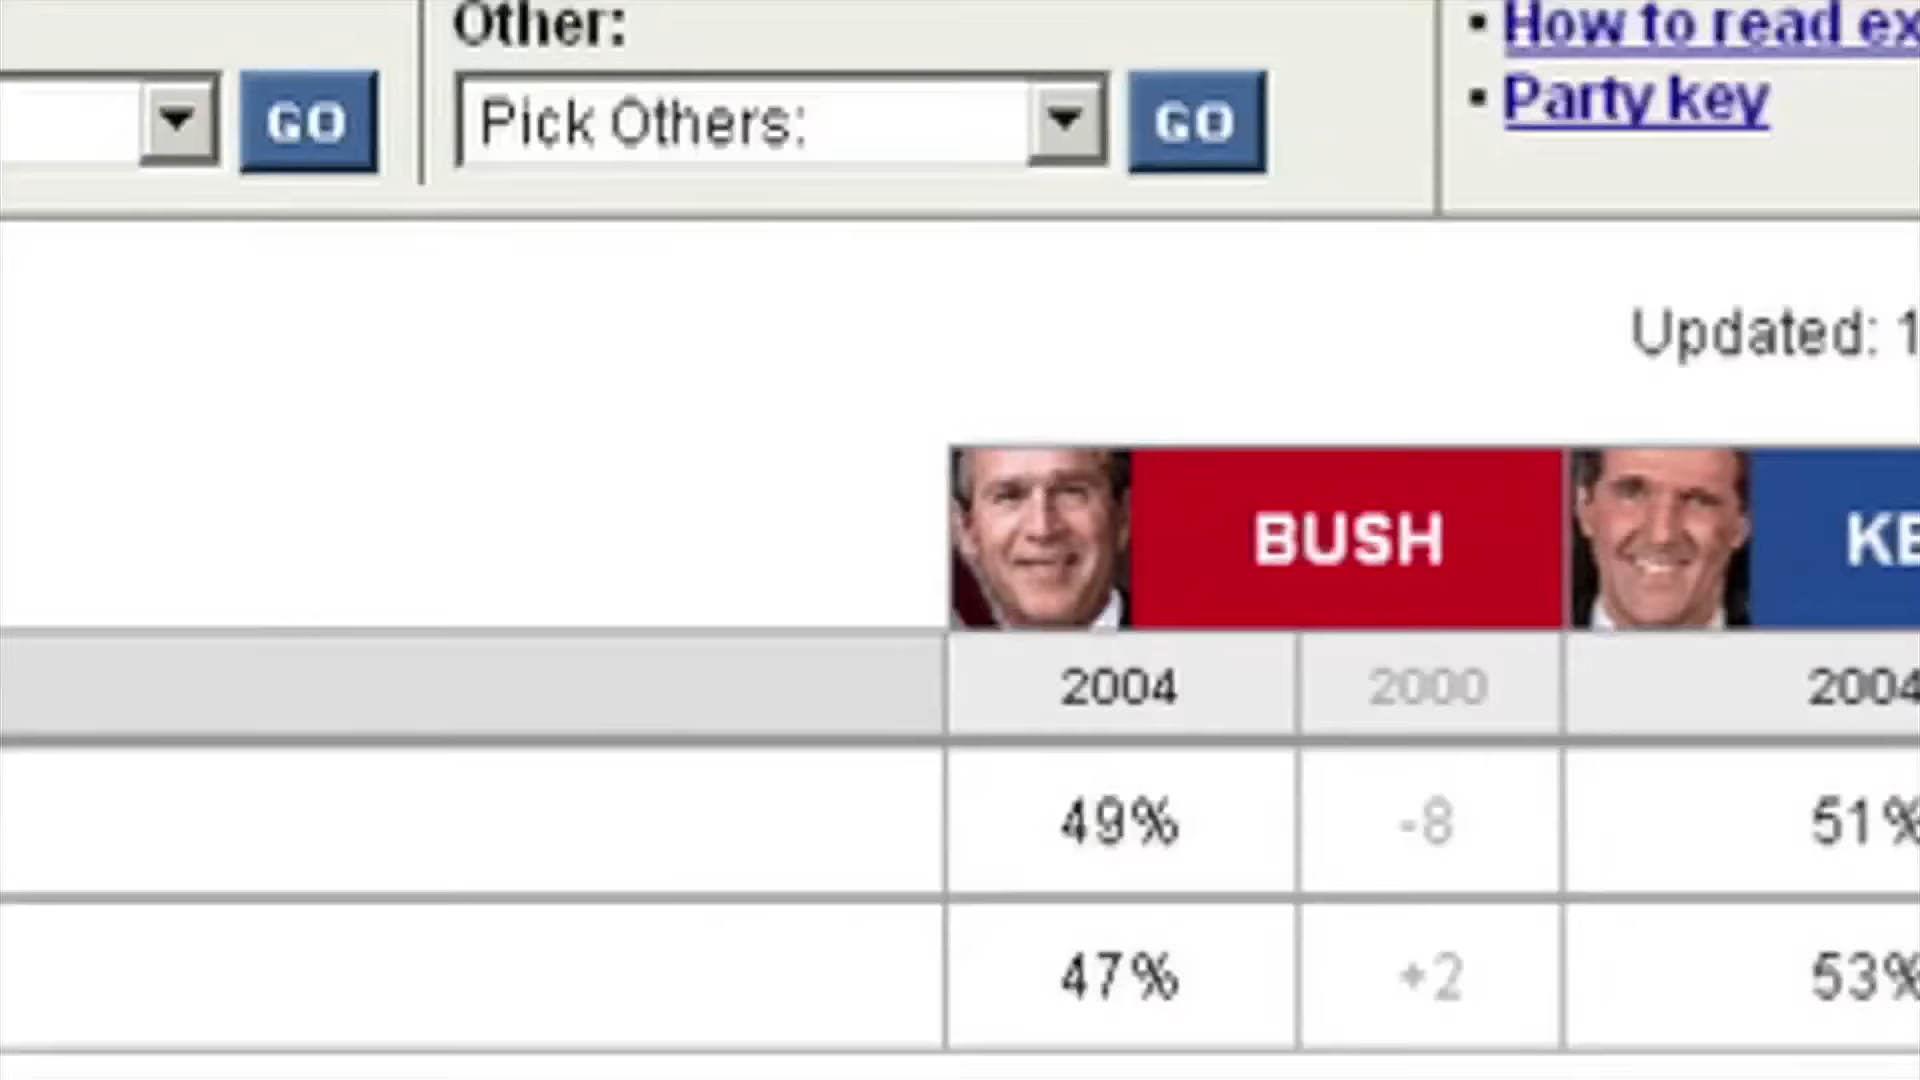 Other:
How to read ex
GO
Pick Others:
GO
Party key
Updated: 1
BUSH
KE
2004
2000
2004
49%
-8
51%
47%
+2
53%